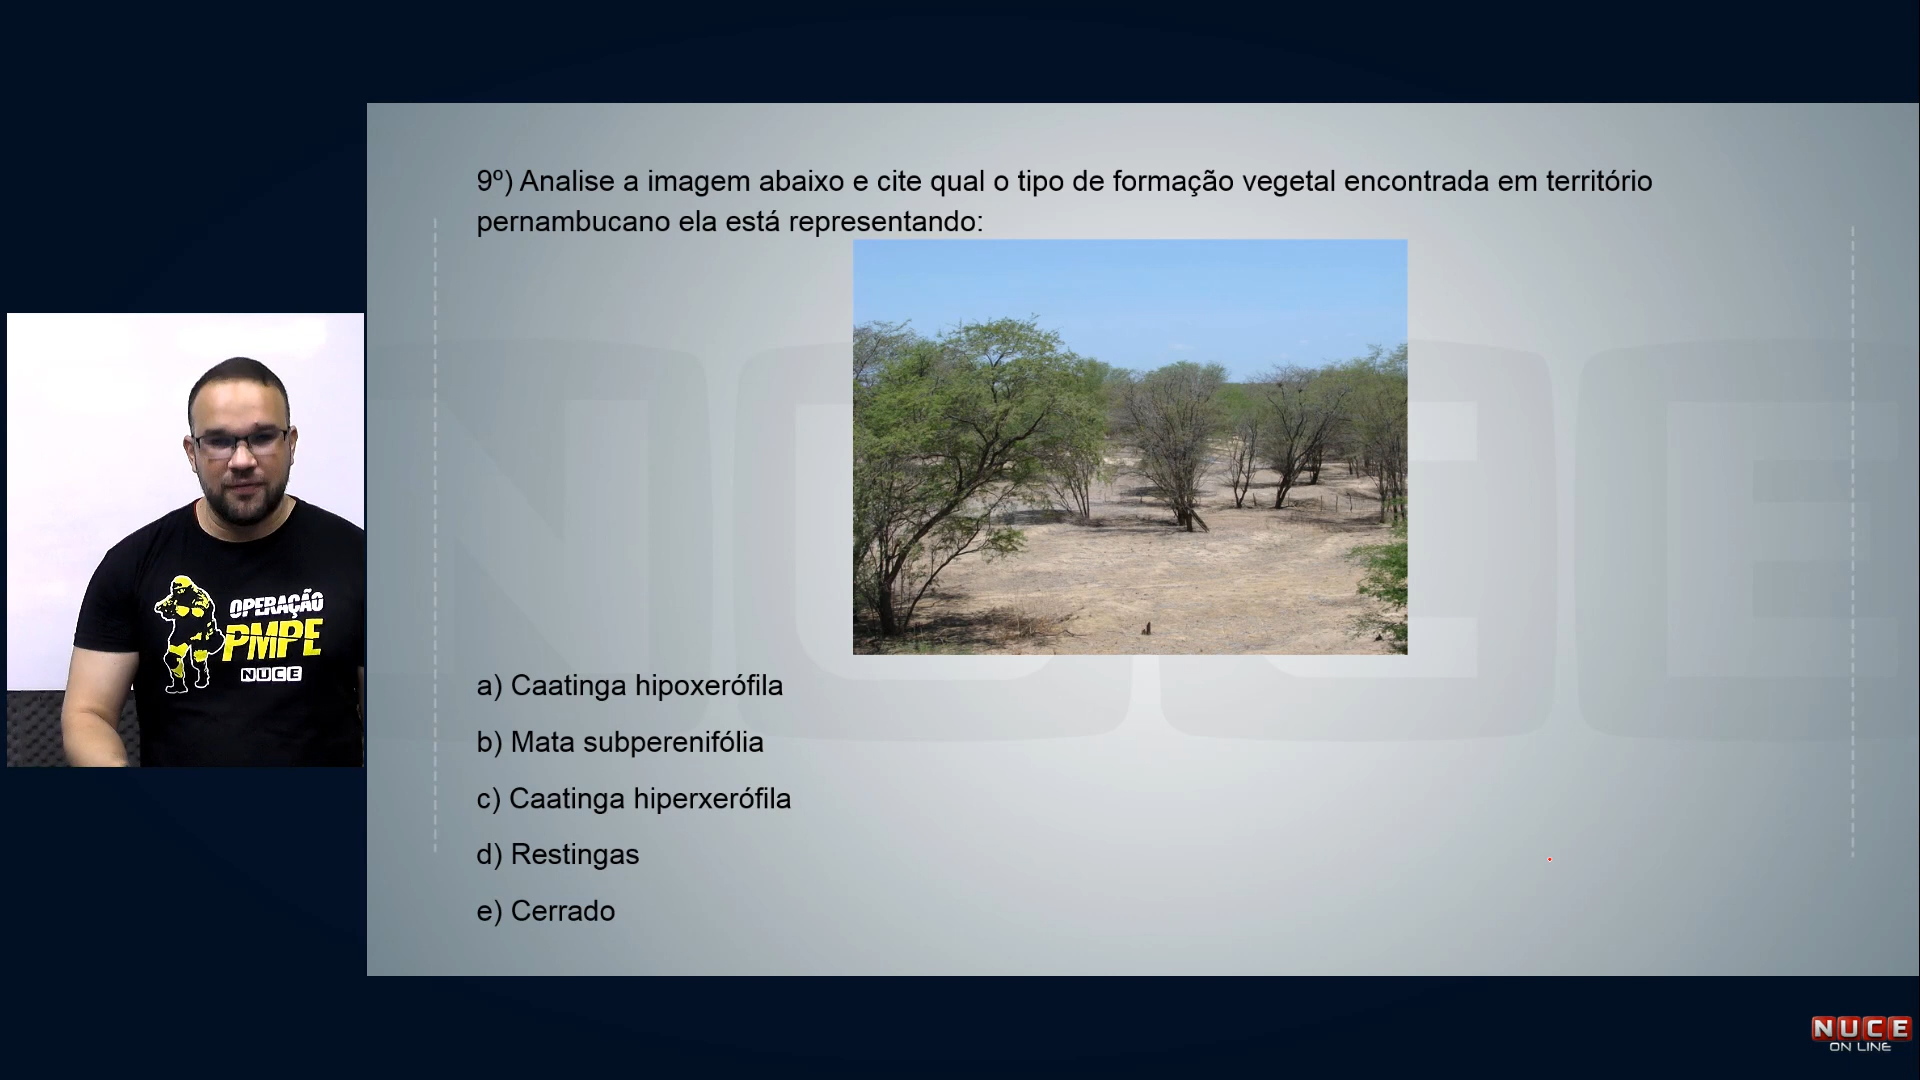 9º) Analise a imagem abaixo e cite qual o tipo de formação vegetal encontrada em território
pernambucano ela está representando:
OPERAÇÃO
PMPE
NUCE
a) Caatinga hipoxerófila
b) Mata subperenifólia
c) Caatinga hiperxerófila
d) Restingas
e) Cerrado
NUCE
NUCE
ON LINE